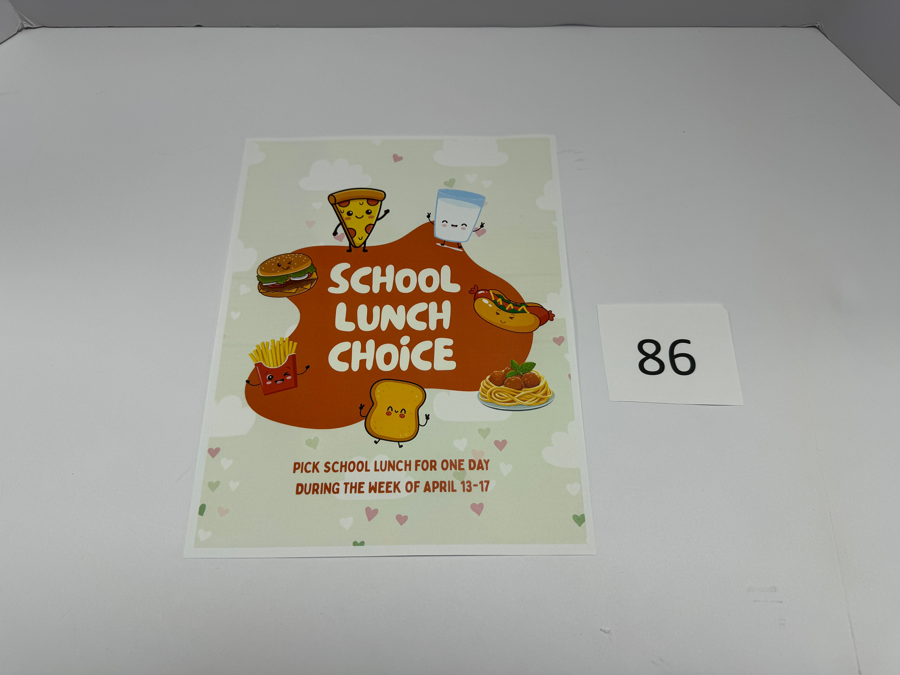 SCHOOL
LUNCH
CHOiCE
PICK SCHOOL LUNCH FOR ONE DAY
DURING THE WEEK OF APRIL 13-17
86